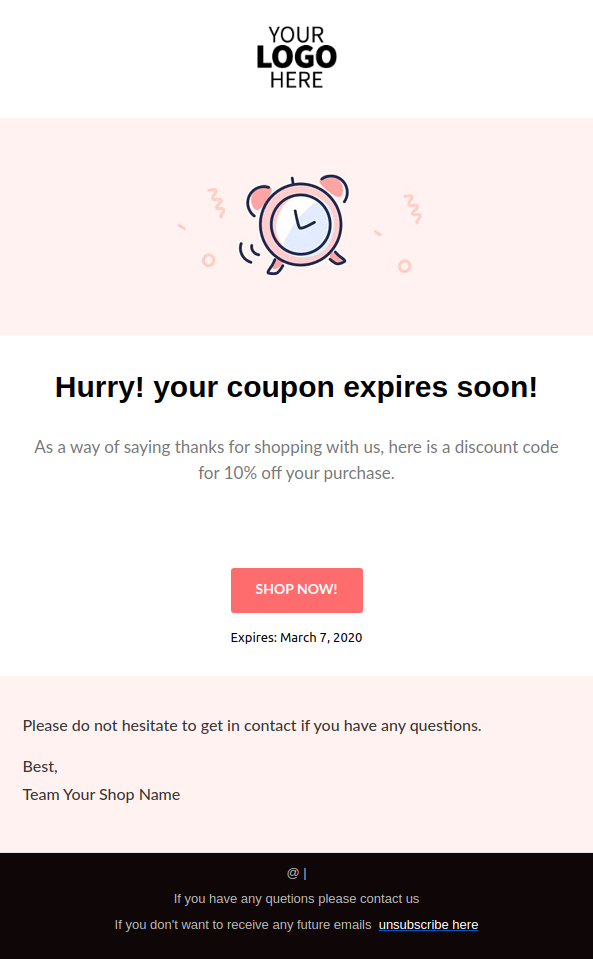 YOUR
LOGO
HERE
Hurry! your coupon expires soon!
As a way of saying thanks for shopping with us, here is a discount code
for 10% off your purchase.
SHOP NOW!
Expires: March 7, 2020
Please do not hesitate to get in contact if you have any questions.
Best,
Team Your Shop Name
@ |
If you have any quetions please contact us
If you don't want to receive any future emails unsubscribe here